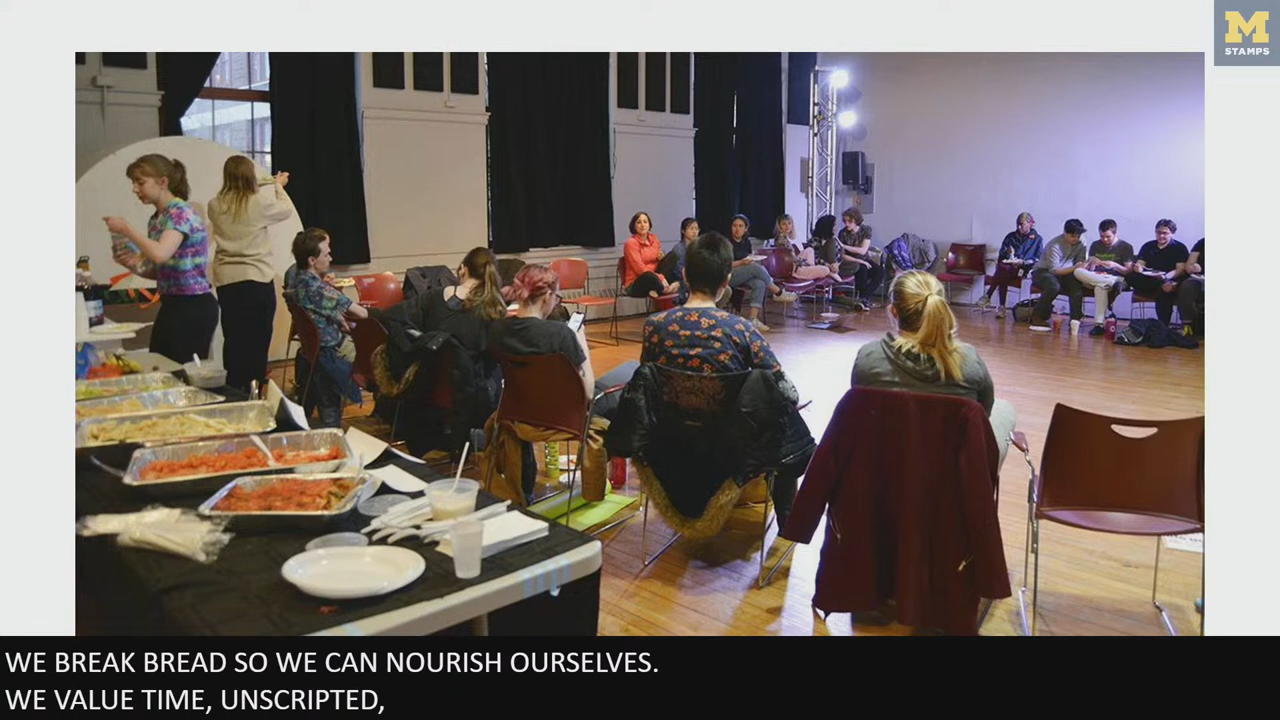 M
STAMPS
WE BREAK BREAD SO WE CAN NOURISH OURSELVES.
WE VALUE TIME, UNSCRIPTED,